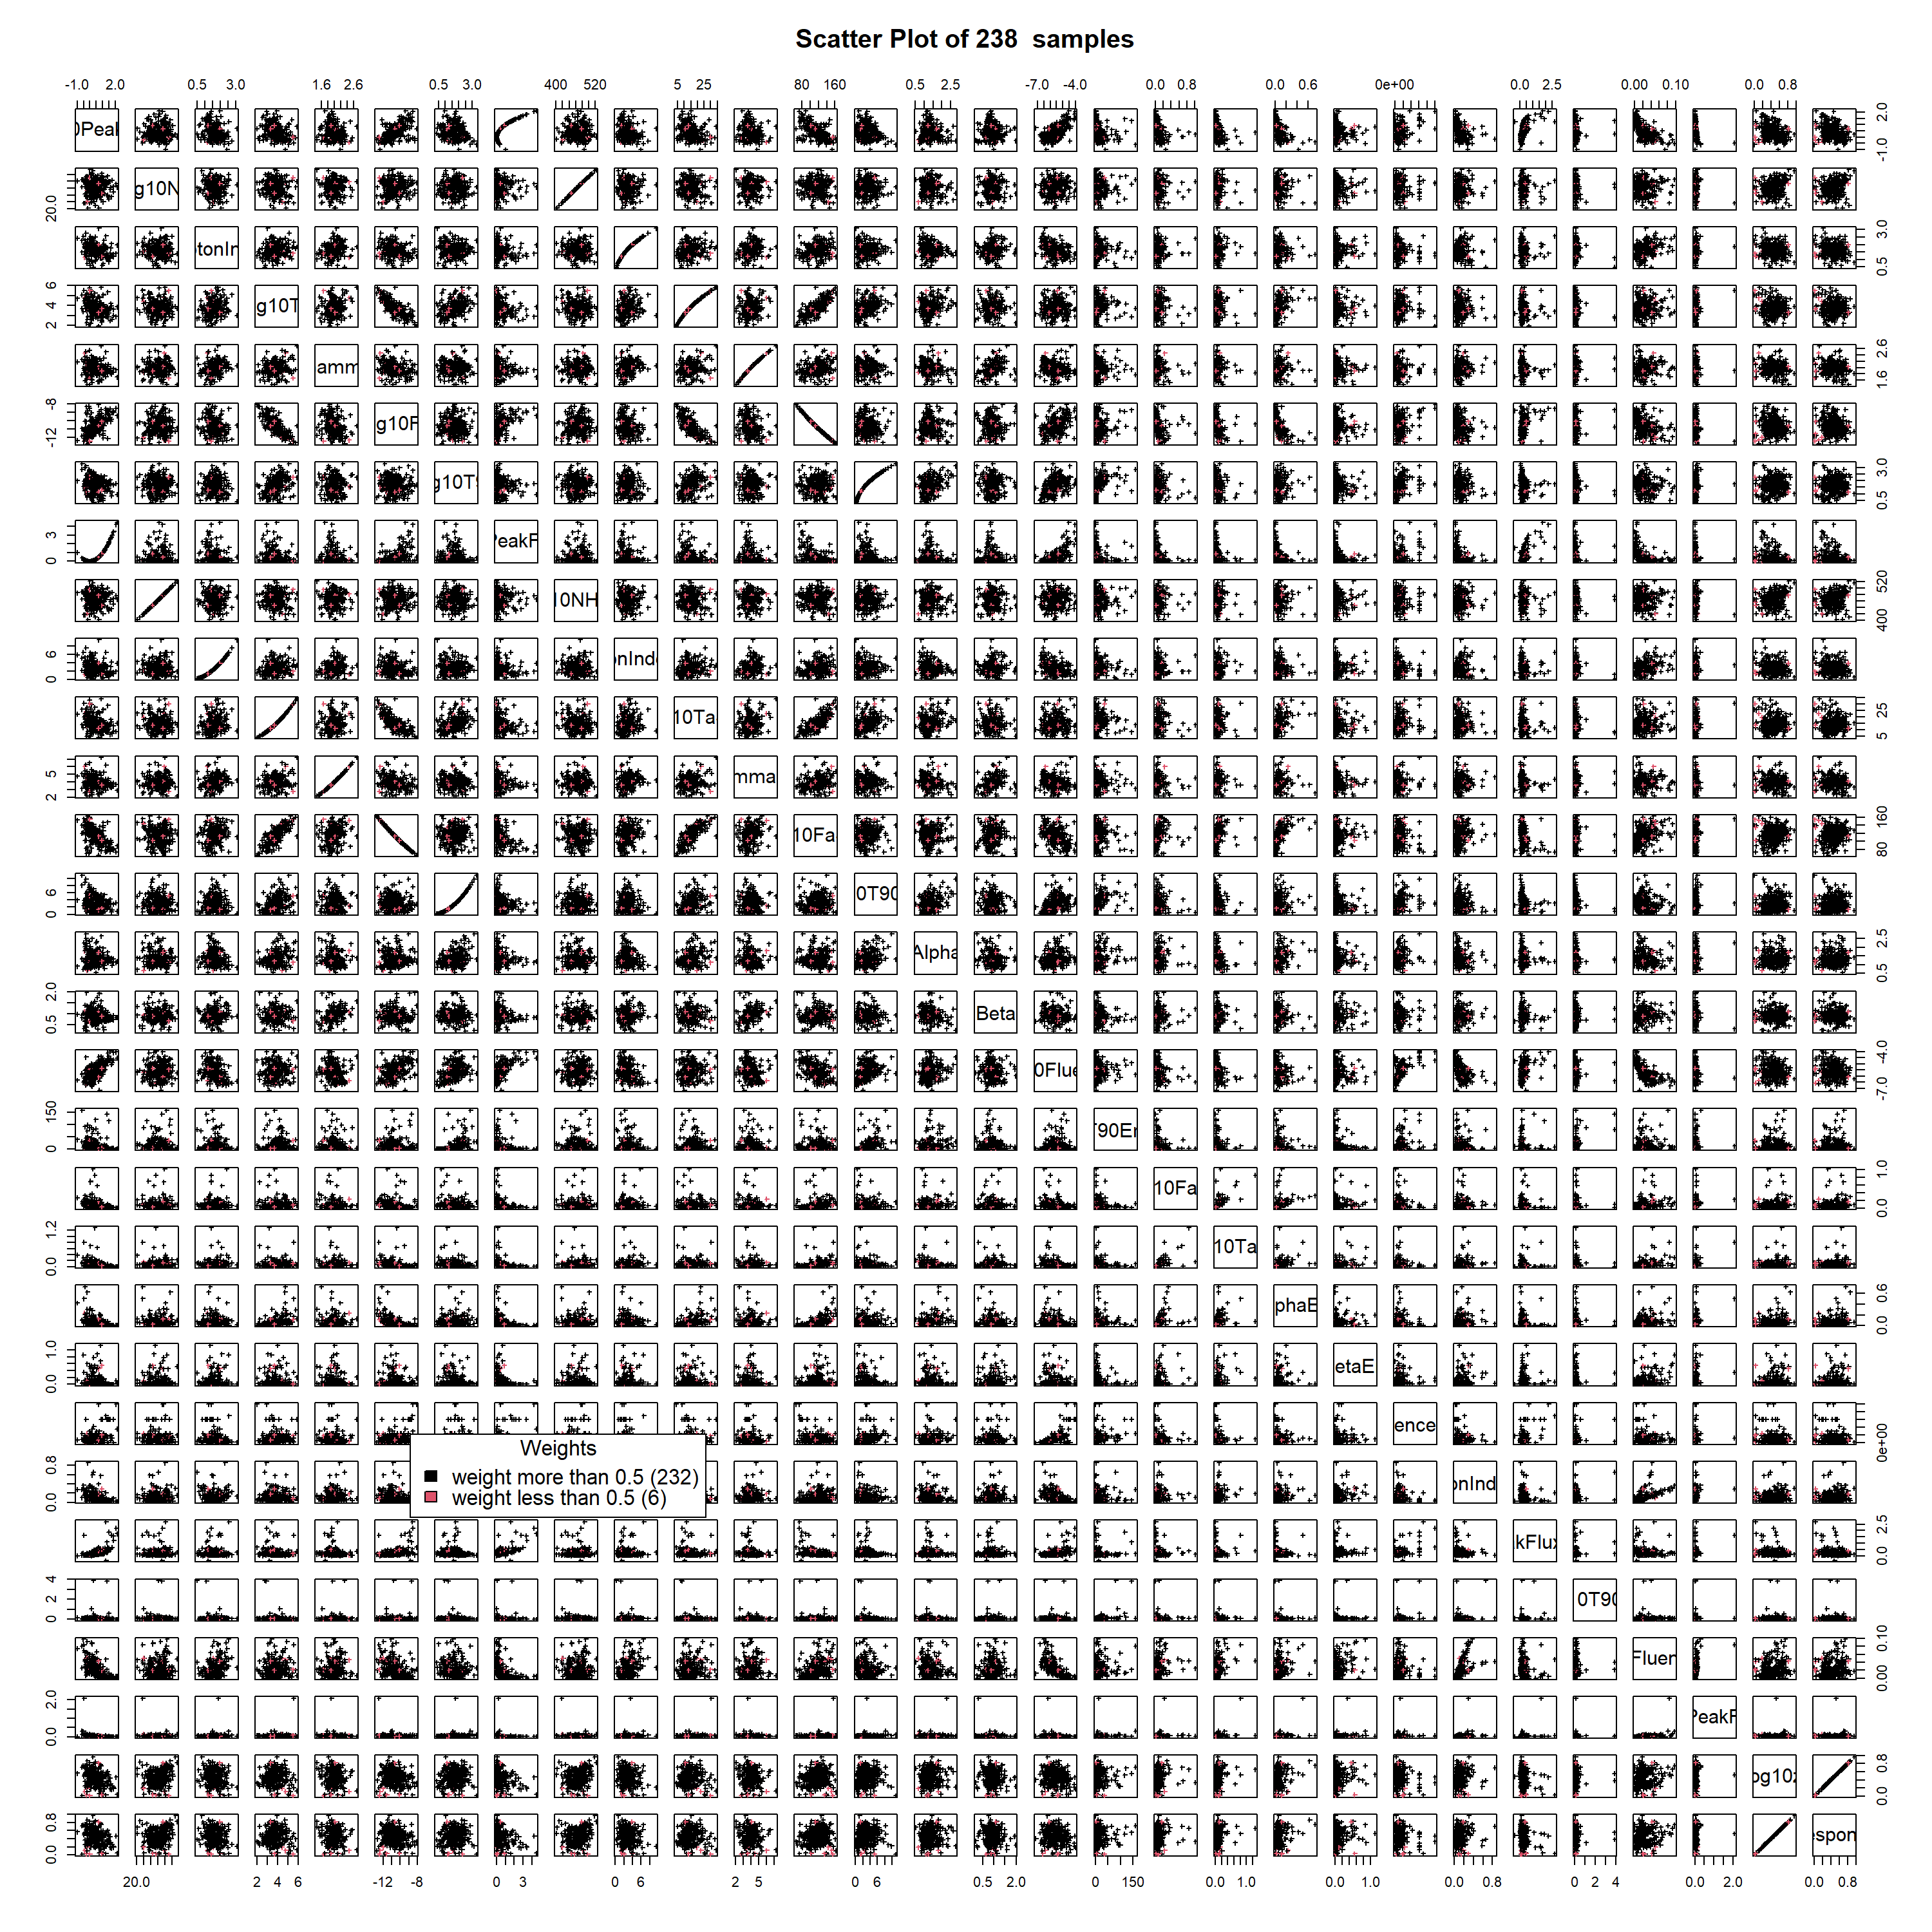 Scatter Plot of 238 samples
-1.0 2.0 0.5 3.0 1.6 2.6 0.5 3.0 400 520 5 25 80 160 0.5 2.5 -7.0 -4.0 0.0 0.8 0.0 0.6 0e+00 0.0 2.5 0.00 0.10 0.0 0.8
0Peak
-1.0 2.0
20.0
g10N
tonIn
0.5 3.0
2 4 6
g10T
amm
1.6 2.6
-12 -8
g10F
g10T9
0.5 3.0
0 3
PeakF
10NH
400 520
0 6
onInd
10Ta
5 25
2 5
mma
10Fa
80 160
0 6
0T90
Alpha
0.5 2.5
0.5 2.0
Beta
0Flue
-7.0 -4.0
0 150
T90Er
10Fa
0.0 1.0
0.0 1.2
10Ta
phaE
0.0 0.6
0.0 1.0
etaE
ence
0e+00
Weights
weight more than 0.5 (232)
weight less than 0.5 (6)
0.0 0.8
onInd
kFlux
0.0 2.5
0 2 4
0T90
Fluen
0.00 0.10
0.0 2.0
PeakF
og10z
0.0 0.8
0.0 0.8
espon
20.0 2 4 6 -12 -8 0 3 0 6 2 5 0 6 0.5 2.0 0 150 0.0 1.0 0.0 1.0 0.0 0.8 0 2 4 0.0 2.0 0.0 0.8